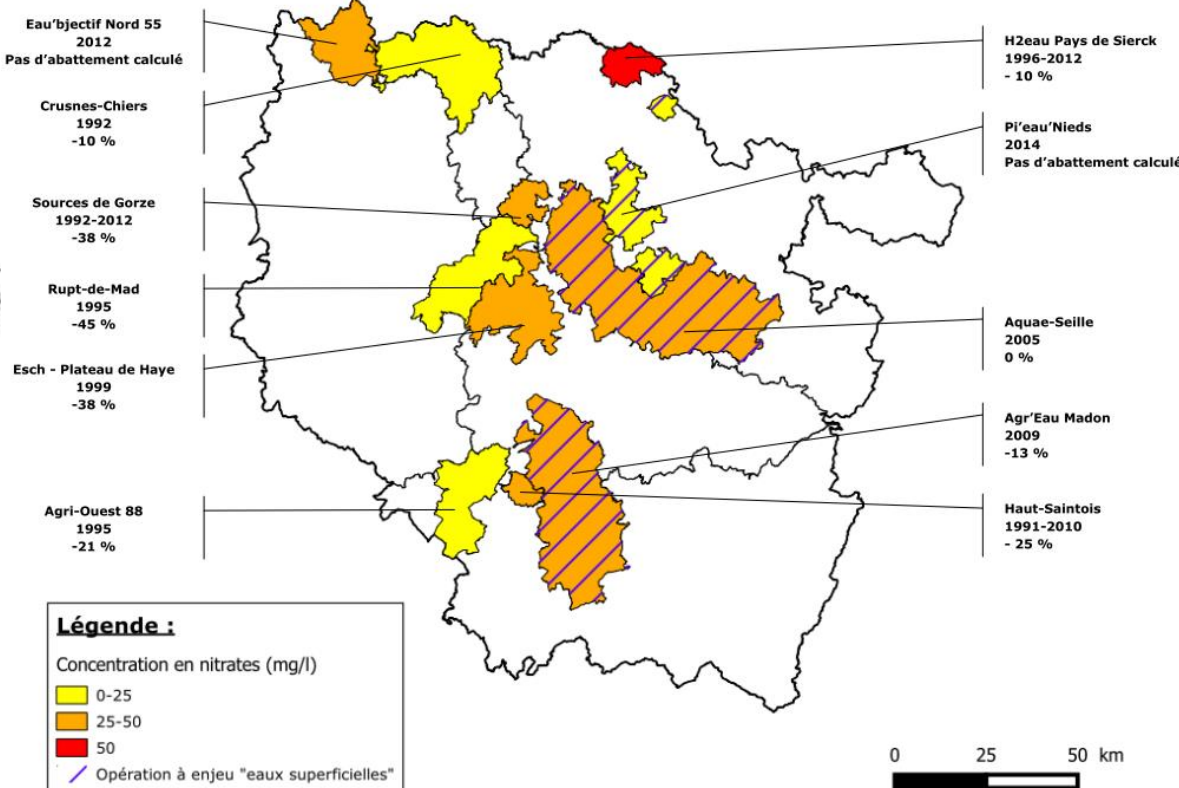 Eau'bjectif Nord 55
2012
Pas d'abattement calculé
Crusnes-Chiers
1992
-10 %
Sources de Gorze
1992-2012
-38 %
Rupt-de-Mad
1995
-45 %
Esch - Plateau de Haye
1999
-38 %
Agri-Ouest 88
1995
-21 %
H2eau Pays de Sierck
1996-2012
- 10 %
Pi'eau'Nieds
2014
Pas d'abattement calculé
Aquae-Seille
2005
0 %
Agr'Eau Madon
2009
-13 %
Haut-Saintois
1991-2010
- 25 %
Légende :
Concentration en nitrates (mg/l)
0-25
25-50
50
Opération à enjeu "eaux superficielles"
0 25 50 km